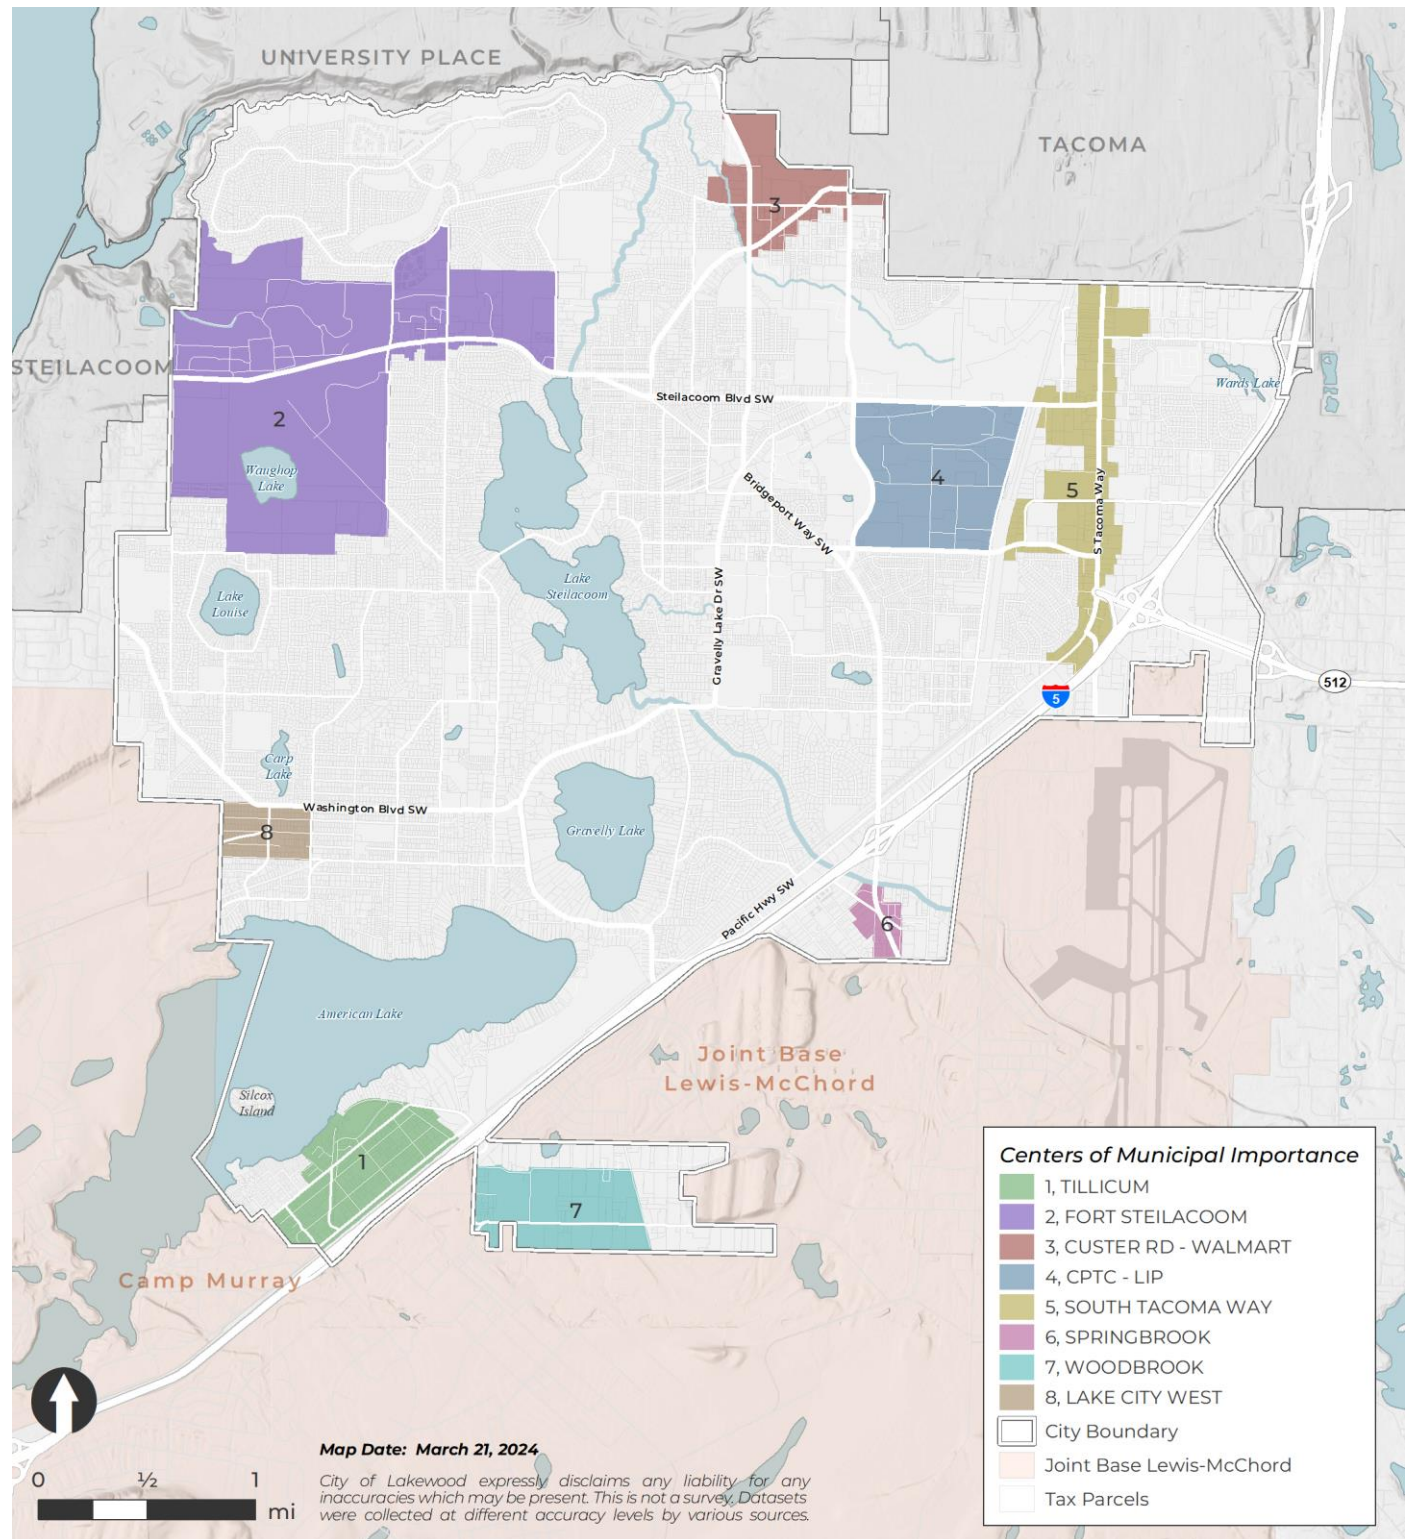 UNIVERSITY PLACE
TACOMA
3
STEILACOOM
Wards Lake
Steilacoom Blvd SW
2
Waughop
Lake
4
5
S Tacoma Way
Bridgeport Way SW
Lake
Steilacoom
Lake
Louise
Gravelly Lake Dr SW
512
5
Carp
Lake
Washington Blvd SW
8
Gravelly Lake
Pacific Hwy SW
6
American Lake
Joint Base
Lewis-McChord
Silcox
Island
1
7
Camp Murray
Centers of Municipal Importance
1, TILLICUM
2, FORT STEILACOOM
3, CUSTER RD - WALMART
4, CPTC - LIP
5, SOUTH TACOMA WAY
6, SPRINGBROOK
7, WOODBROOK
8, LAKE CITY WEST
City Boundary
Joint Base Lewis-McChord
Tax Parcels
Map Date: March 21, 2024
City of Lakewood expressly disclaims any liability for any
inaccuracies which may be present. This is not a survey. Datasets
were collected at different accuracy levels by various sources.
0 ½ 1
mi